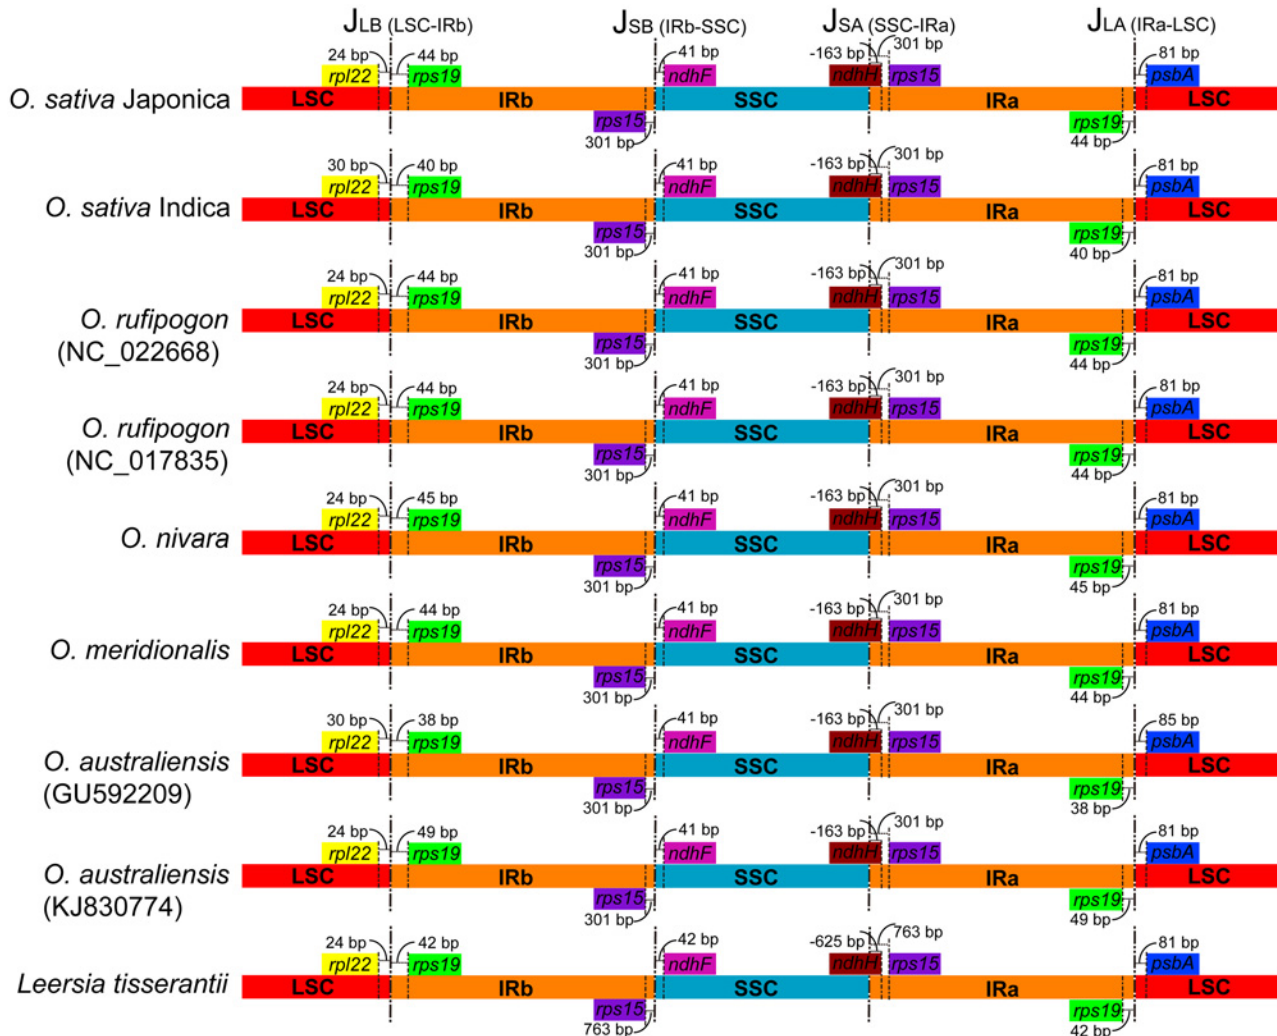 JLB (LSC-IRb) JSB (IRb-SSC) JSA (SSC-IRa) JLA (IRa-LSC)
24 bp 44 bp 41 bp -163 bp 301 bp 81 bp
rpl22 rps19 ndhF ndhH rps15 psbA
O. sativa Japonica LSC IRb SSC IRa LSC
rps15 rps19
301 bp 44 bp
30 bp 40 bp 41 bp -163 bp 301 bp 81 bp
rpl22 rps19 ndhF ndhH rps15 psbA
O. sativa Indica LSC IRb SSC IRa LSC
rps15 rps19
301 bp 40 bp
24 bp 44 bp 41 bp -163 bp 301 bp 81 bp
rpl22 rps19 ndhF ndhH rps15 psbA
O. rufipogon LSC IRb SSC IRa LSC
(NC_022668) rps15 rps19
301 bp 44 bp
24 bp 44 bp 41 bp -163 bp 301 bp 81 bp
rpl22 rps19 ndhF ndhH rps15 psbA
O. rufipogon LSC IRb SSC IRa LSC
(NC_017835) rps15 rps19
301 bp 44 bp
24 bp 45 bp 41 bp -163 bp 301 bp 81 bp
rpl22 rps19 ndhF ndhH rps15 psbA
O. nivara LSC IRb SSC IRa LSC
rps15 rps19
301 bp 45 bp
24 bp 44 bp 41 bp -163 bp 301 bp 81 bp
rpl22 rps19 ndhF ndhH rps15 psbA
O. meridionalis LSC IRb SSC IRa LSC
rps15 rps19
301 bp 44 bp
30 bp 38 bp 41 bp -163 bp 301 bp 85 bp
rpl22 rps19 ndhF ndhH rps15 psbA
O. australiensis LSC IRb SSC IRa LSC
(GU592209) rps15 rps19
301 bp 38 bp
24 bp 49 bp 41 bp -163 bp 301 bp 81 bp
rpl22 rps19 ndhF ndhH rps15 psbA
O. australiensis LSC IRb SSC IRa LSC
(KJ830774) rps15 rps19
301 bp 49 bp
24 bp 42 bp 42 bp -625 bp 763 bp 81 bp
rpl22 rps19 ndhF ndhH rps15 psbA
Leersia tisserantii LSC IRb SSC IRa LSC
rps15 rps19
763 bp 42 bp